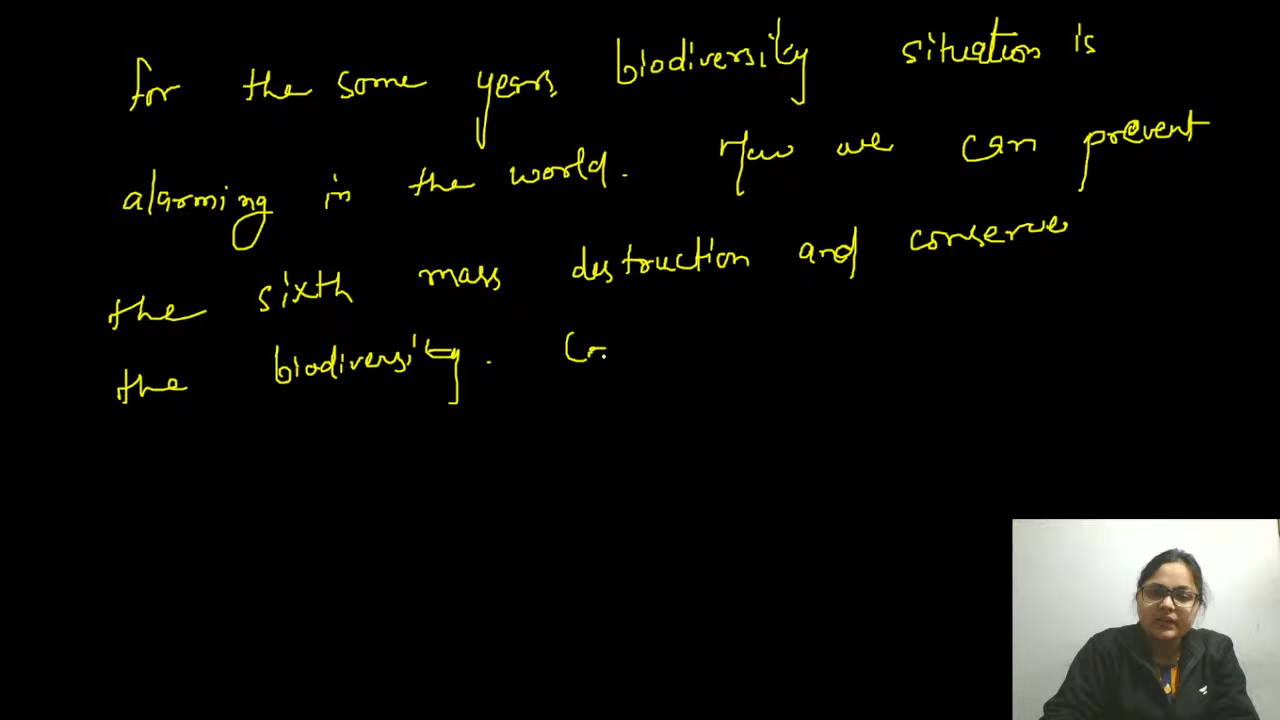 for the some years biodiversity situation is
alarming in the world. How we can prevent
the sixth mass destruction and conserve
the biodiversity. (